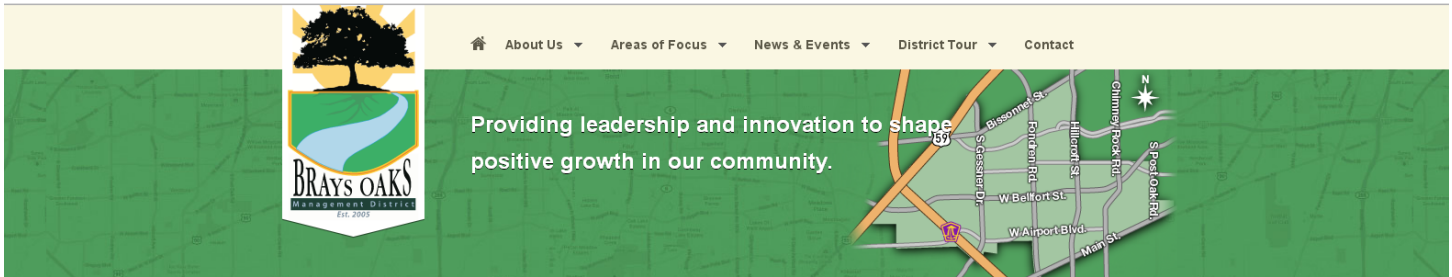 About Us
Areas of Focus
News & Events
District Tour
Contact
BRAYS OAKS
Management District
Est. 2005
Providing leadership and innovation to shape
positive growth in our community.
N
59
Bissonnet St.
S Gessner Dr.
Fondren Rd.
Hillcroft St.
Chimney Rock Rd.
S Post Oak Rd.
W Bellfort St.
W Airport Blvd.
Main St.